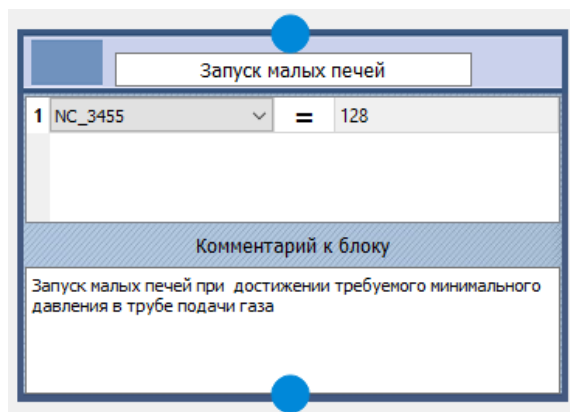 Запуск малых печей
1 NC_3455 = 128
Комментарий к блоку
Запуск малых печей при достижении требуемого минимального
давления в трубе подачи газа